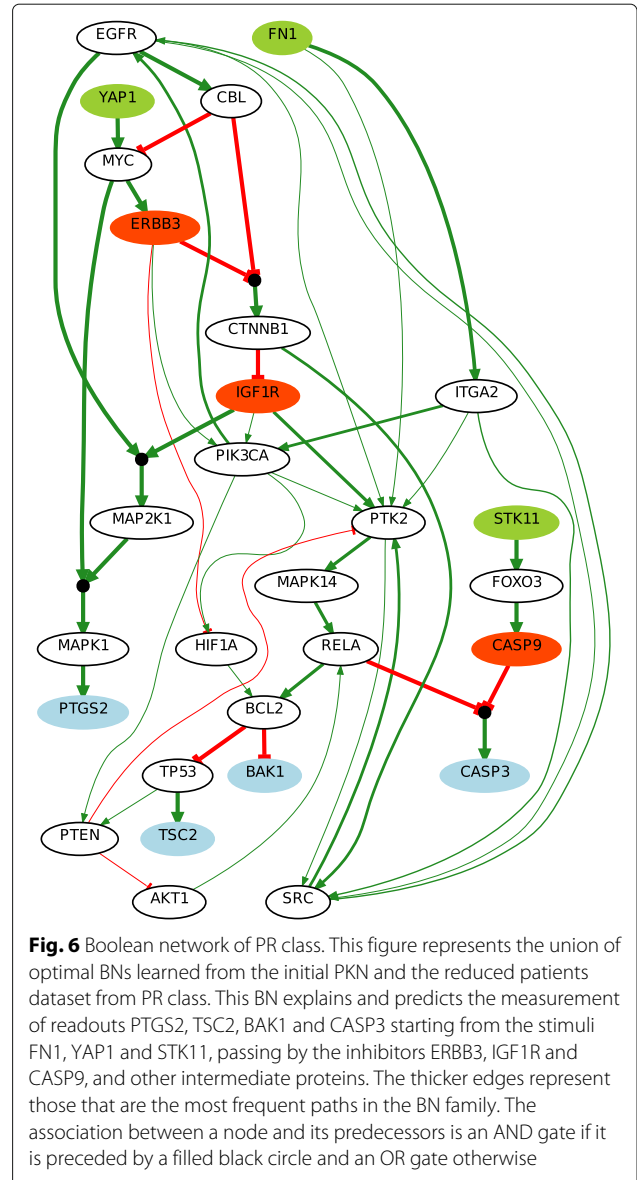 EGFR
FN1
YAP1
CBL
MYC
ERBB3
CTNNB1
IGF1R
ITGA2
PIK3CA
MAP2K1
PTK2
STK11
MAPK14
FOXO3
MAPK1
HIF1A
RELA
CASP9
PTGS2
BCL2
TP53
BAK1
CASP3
PTEN
TSC2
AKT1
SRC
Fig. 6 Boolean network of PR class. This figure represents the union of
optimal BNs learned from the initial PKN and the reduced patients
dataset from PR class. This BN explains and predicts the measurement
of readouts PTGS2, TSC2, BAK1 and CASP3 starting from the stimuli
FN1, YAP1 and STK11, passing by the inhibitors ERBB3, IGF1R and
CASP9, and other intermediate proteins. The thicker edges represent
those that are the most frequent paths in the BN family. The
association between a node and its predecessors is an AND gate if it
is preceded by a filled black circle and an OR gate otherwise